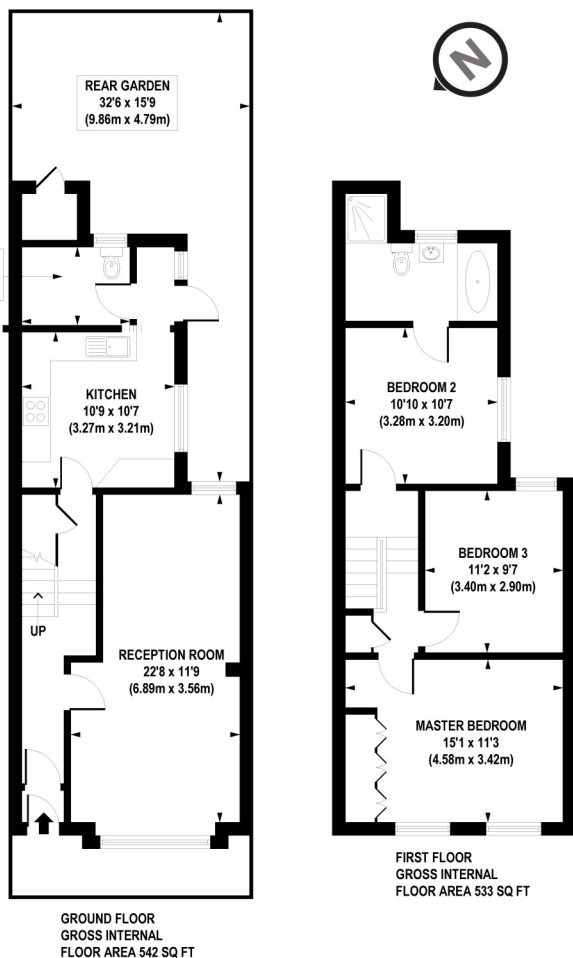 REAR GARDEN
32'6 x 15'9
(9.86m x 4.79m)
N
KITCHEN
10'9 x 10'7
(3.27m x 3.21m)
BEDROOM 2
10'10 x 10'7
(3.28m x 3.20m)
BEDROOM 3
11'2 x 9'7
(3.40m x 2.90m)
UP
RECEPTION ROOM
22'8 x 11'9
(6.89m x 3.56m)
MASTER BEDROOM
15'1 x 11'3
(4.58m x 3.42m)
FIRST FLOOR
GROSS INTERNAL
FLOOR AREA 533 SQ FT
GROUND FLOOR
GROSS INTERNAL
FLOOR AREA 542 SQ FT